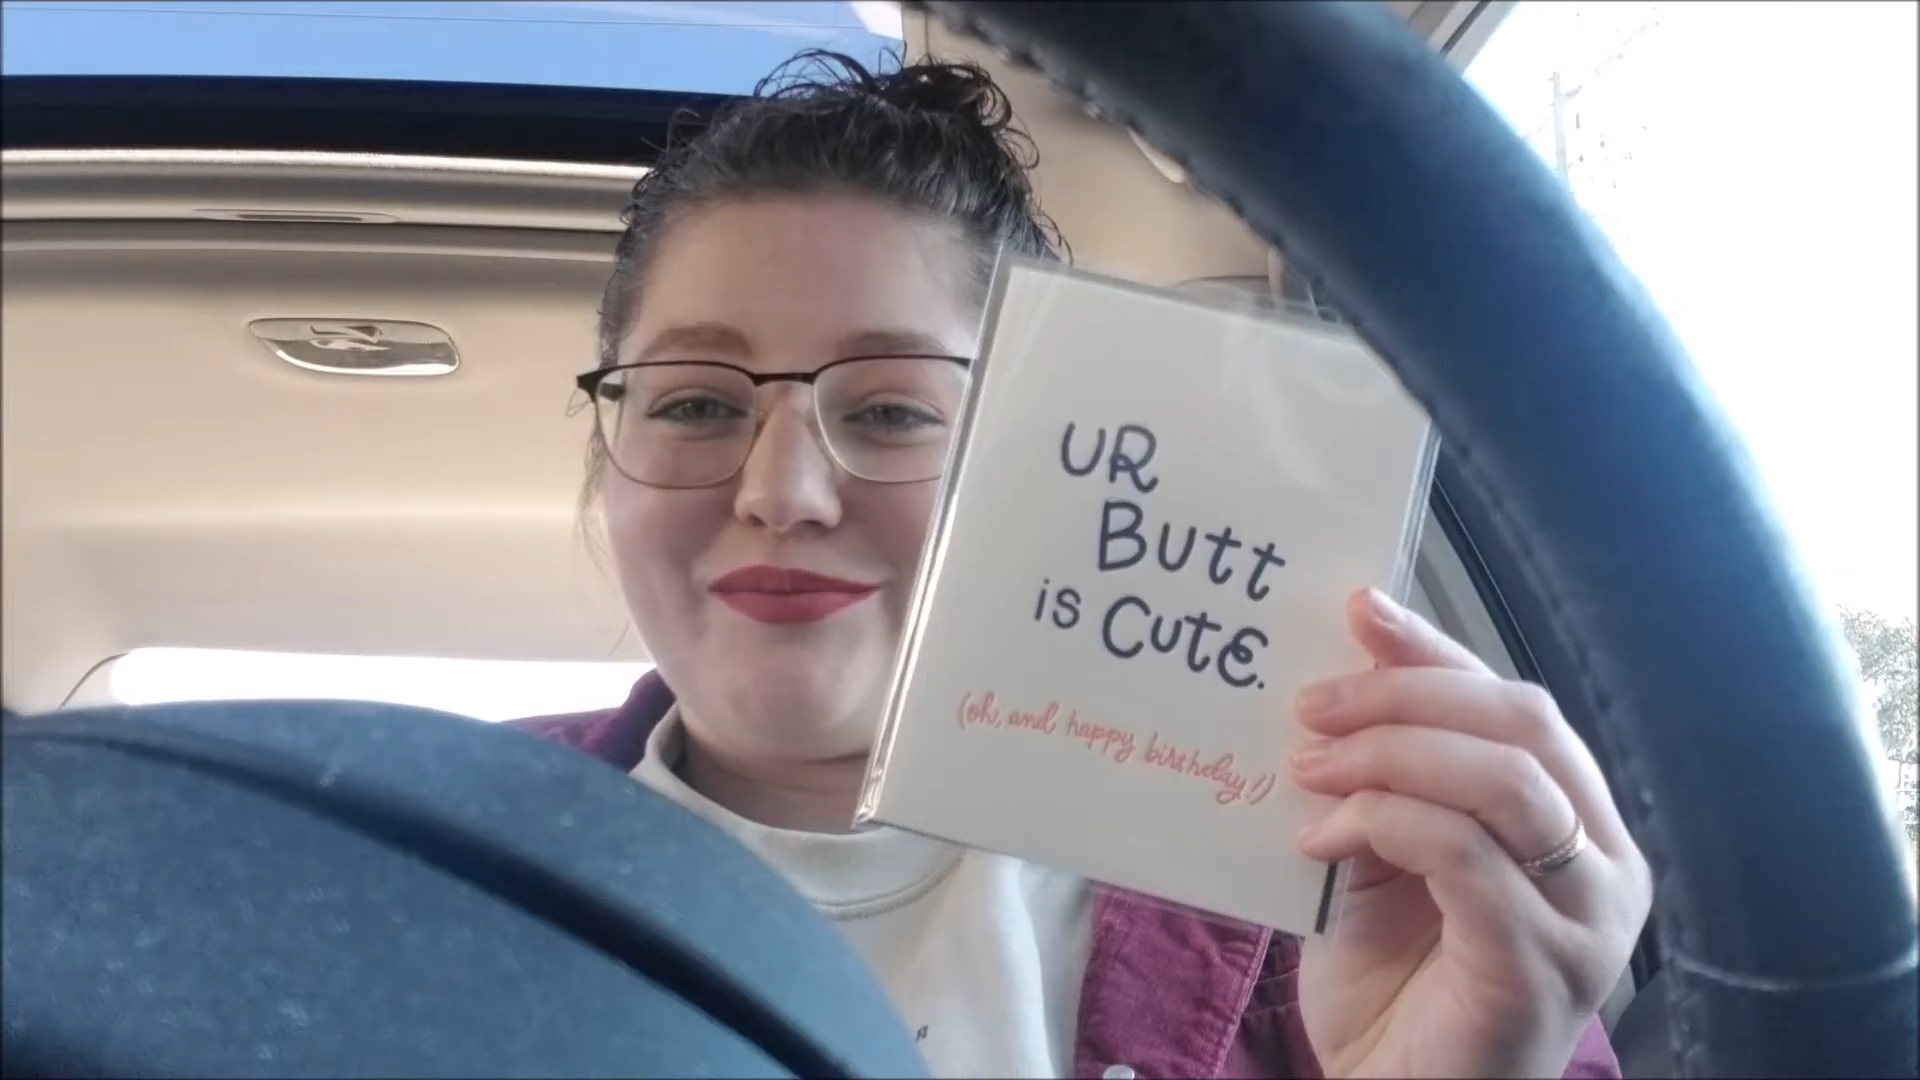 UR
Butt
is CutE.
(oh, and happy birthday!)